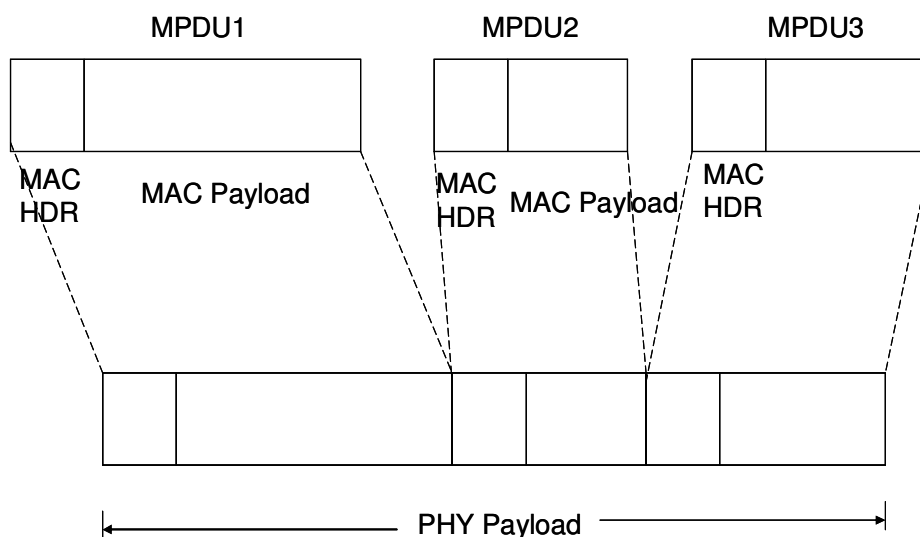 MPDU1
MPDU2
MPDU3
MAC
HDR
MAC Payload
MAC
HDR
MAC Payload
MAC
HDR
PHY Payload